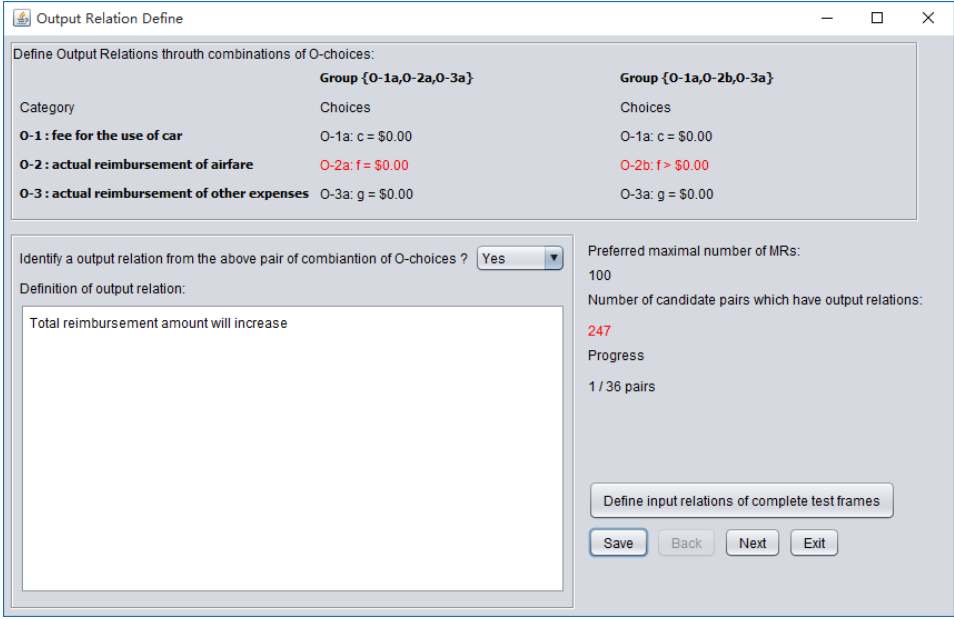 Output Relation Define
Define Output Relations throuth combinations of O-choices:
Group {O-1a,O-2a,O-3a} Group {O-1a,O-2b,O-3a}
Category Choices Choices
O-1 : fee for the use of car O-1a: c = $0.00 O-1a: c = $0.00
O-2 : actual reimbursement of airfare O-2a: f = $0.00 O-2b: f > $0.00
O-3 : actual reimbursement of other expenses O-3a: g = $0.00 O-3a: g = $0.00
Identify a output relation from the above pair of combiantion of O-choices ? Yes
Definition of output relation:
Total reimbursement amount will increase
Preferred maximal number of MRs:
100
Number of candidate pairs which have output relations:
247
Progress
1 / 36 pairs
Define input relations of complete test frames
Save Back Next Exit